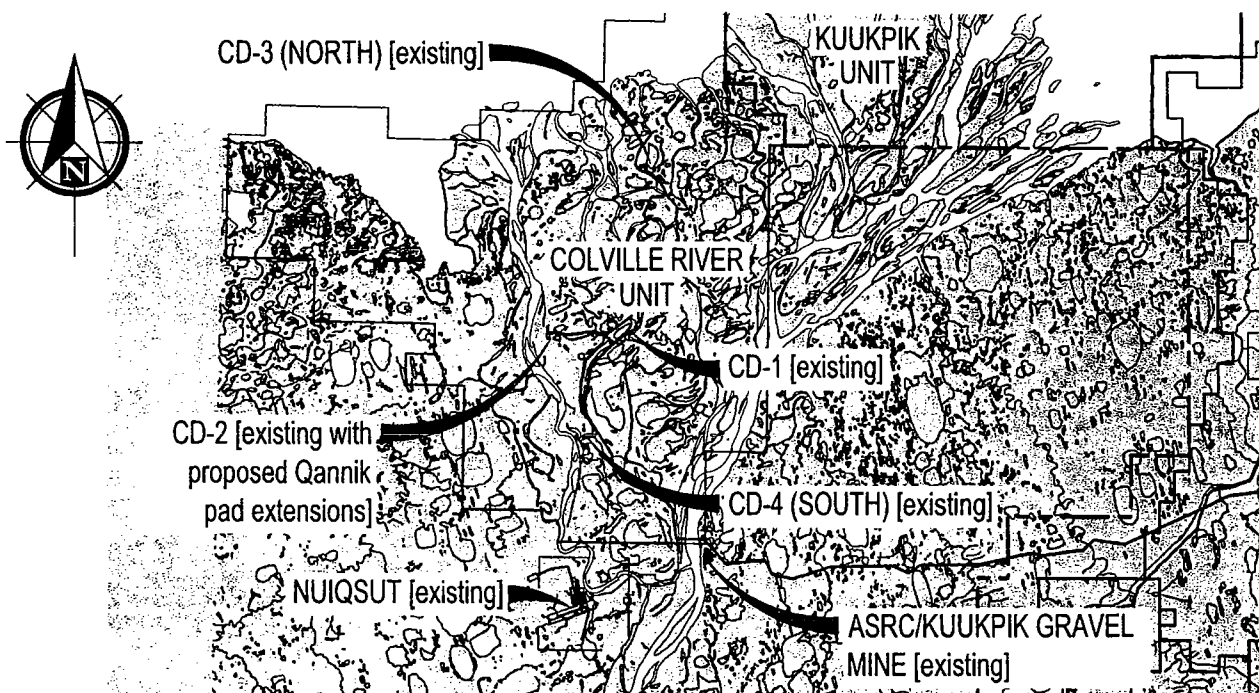 CD-3 (NORTH) [existing]
KUUKPIK
UNIT
N
COLVILLE RIVER
UNIT
CD-1 [existing]
CD-2 [existing with
proposed Qannik
pad extensions]
CD-4 (SOUTH) [existing]
NUIQSUT [existing]
ASRC/KUUKPIK GRAVEL
MINE [existing]